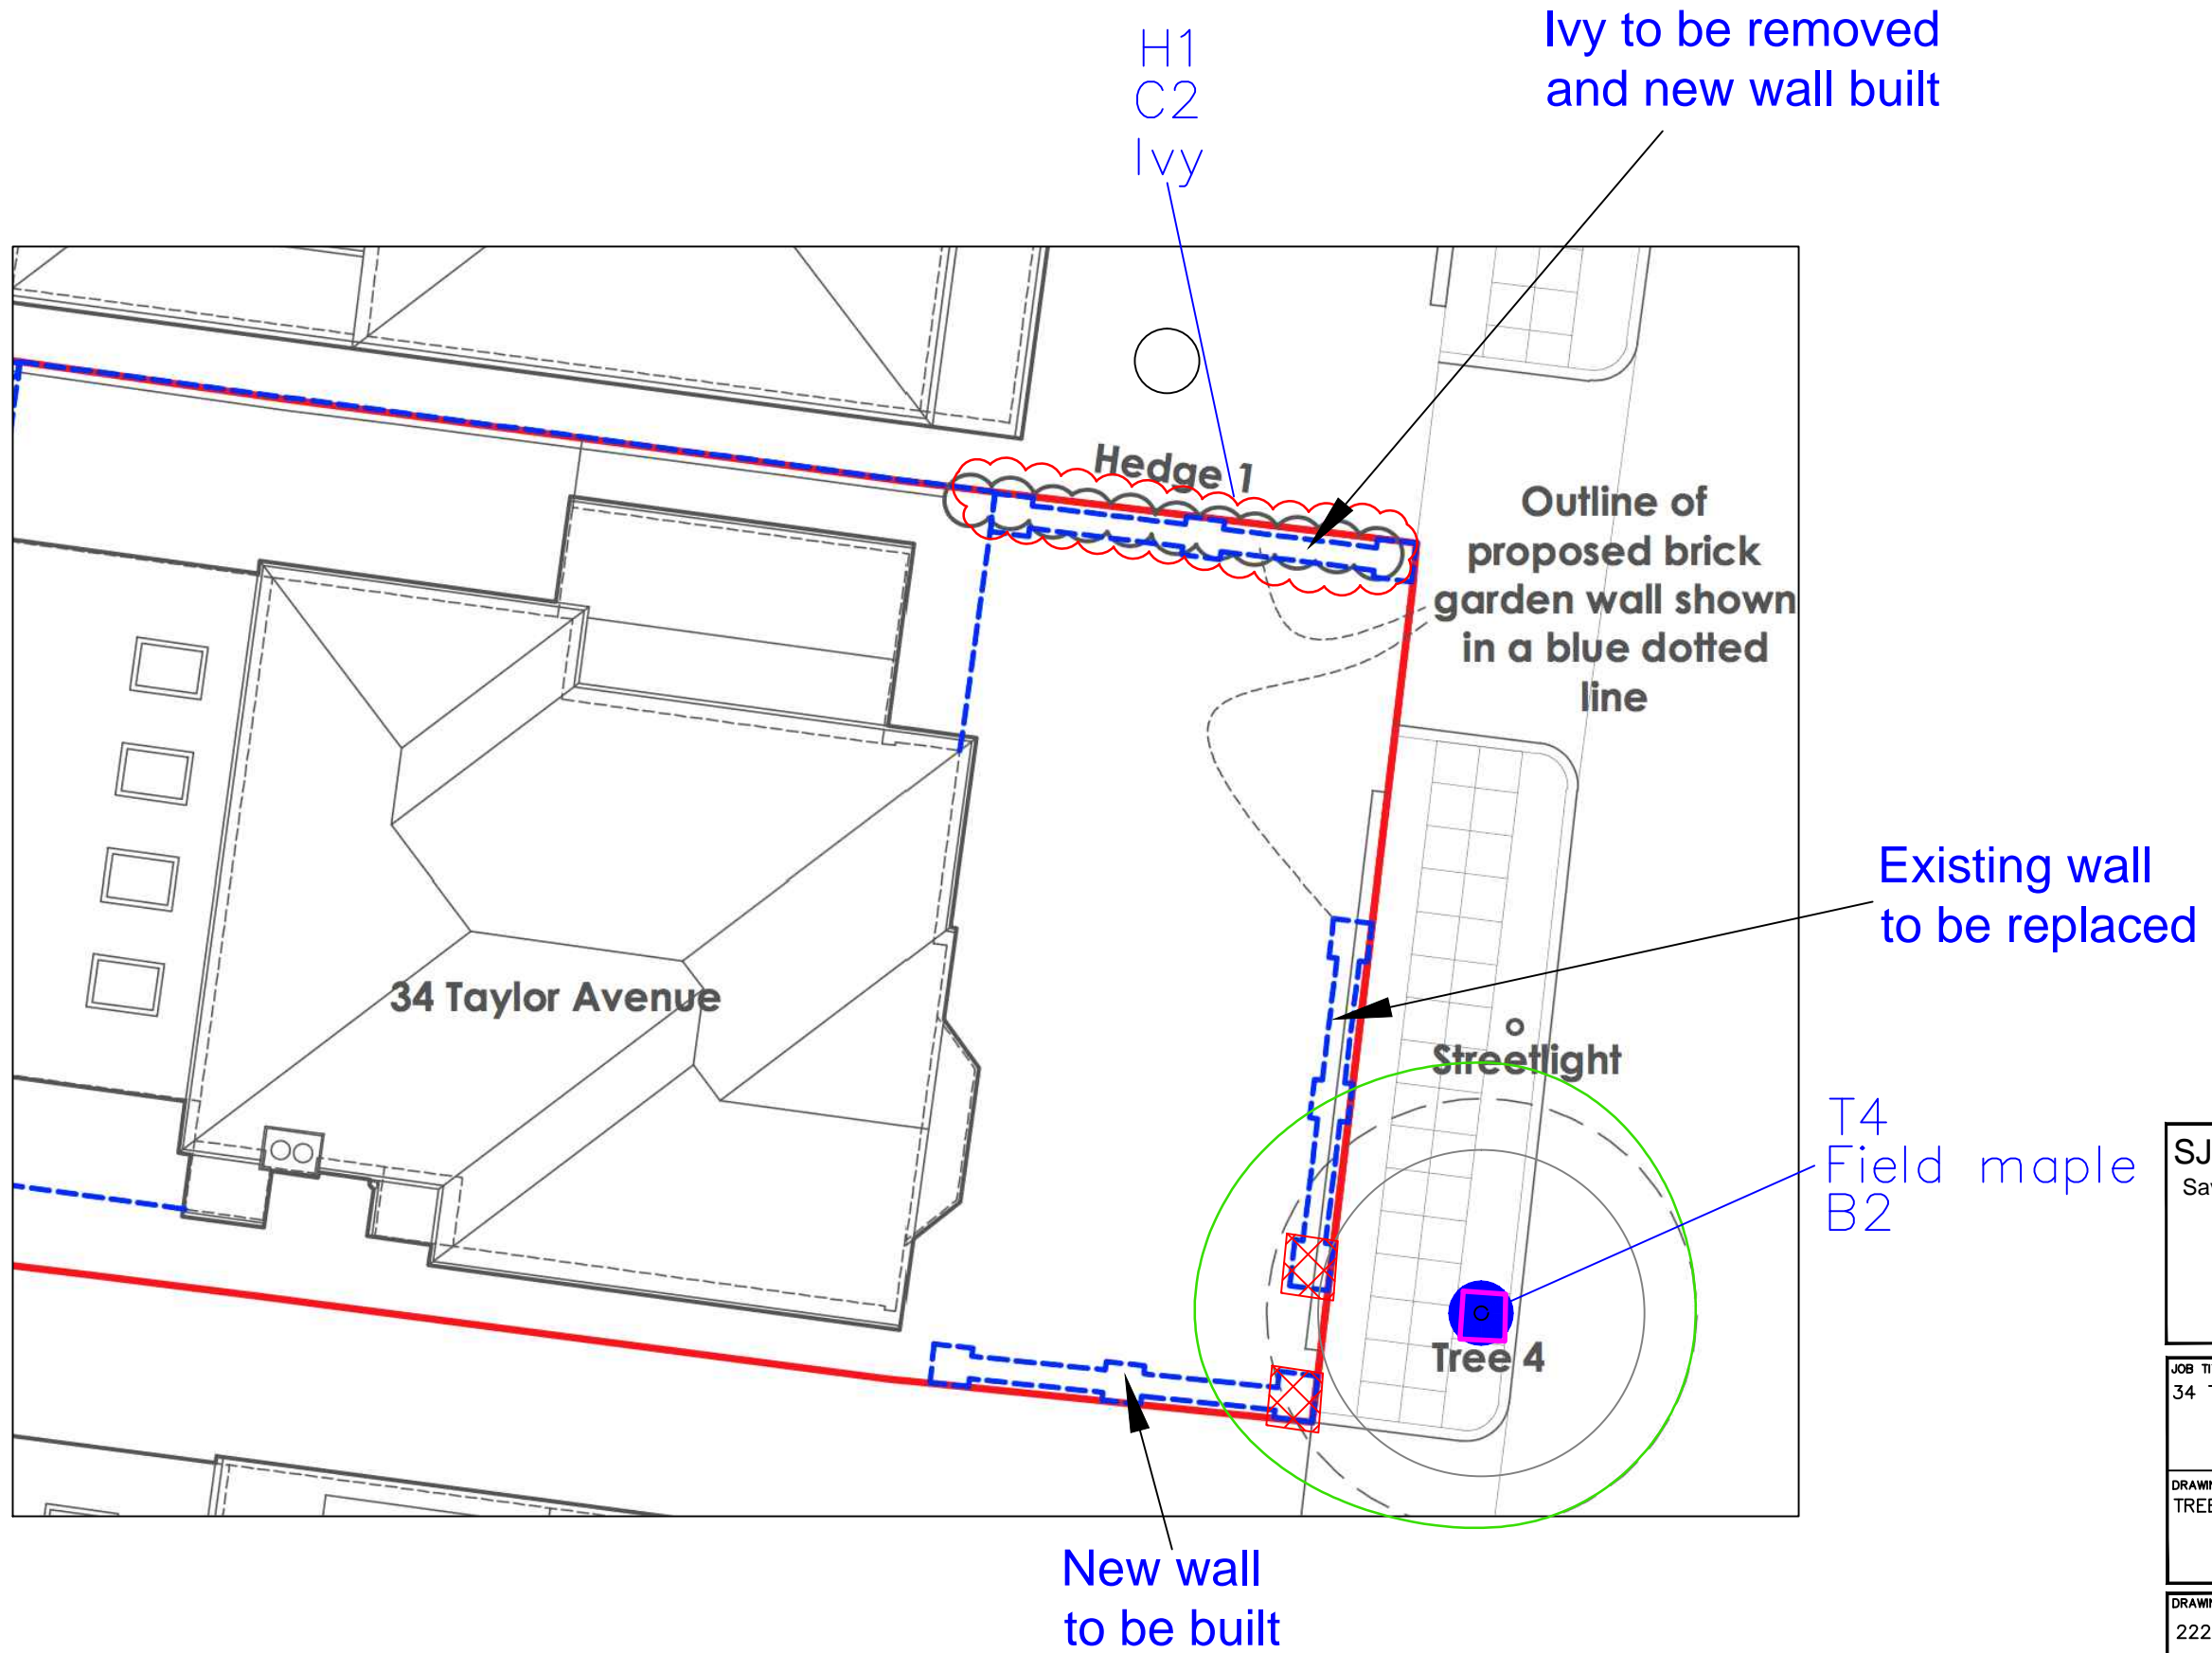 H1
C2
Ivy
Ivy to be removed
and new wall built
Hedge 1
Outline of
proposed brick
garden wall shown
in a blue dotted
line
34 Taylor Avenue
Existing wall
to be replaced
Streetlight
T4
Field maple
B2
Tree 4
New wall
to be built
SJ
JOB
34
222